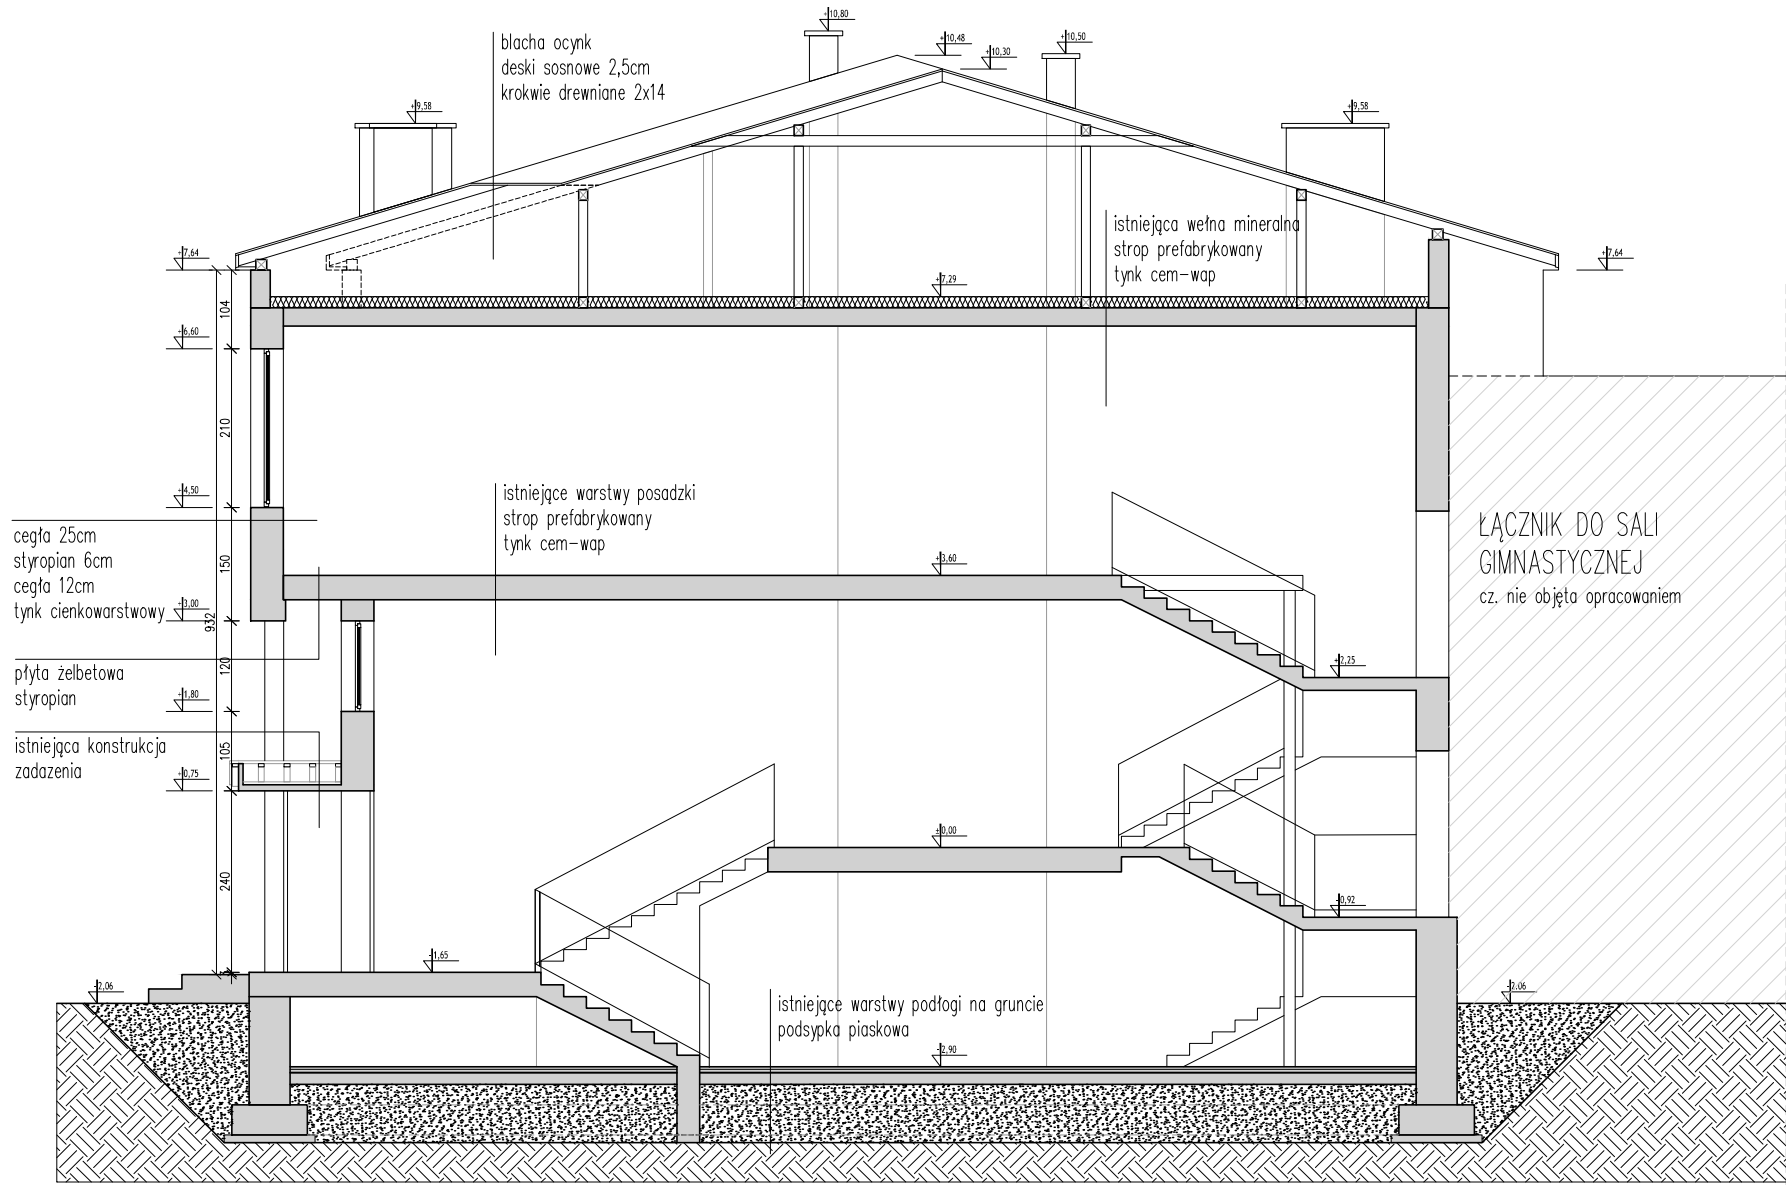 +10,80
+10,48
+10,50
+10,30
blacha ocynk
deski sosnowe 2,5cm
krokwie drewniane 2x14
+9,58
+9,58
istniejąca wełna mineralna
strop prefabrykowany
tynk cem-wap
+7,64
+7,64
+7,29
104
+6,60
210
+4,50
istniejące warstwy posadzki
strop prefabrykowany
tynk cem-wap
ŁĄCZNIK DO SALI
GIMNASTYCZNEJ
cz. nie objęta opracowaniem
cegła 25cm
styropian 6cm
cegła 12cm
tynk cienkowarstwowy
150
+3,60
+3,00
932
120
+2,25
płyta żelbetowa
styropian
+1,80
istniejąca konstrukcja
zadazenia
105
+0,75
±0,00
240
-0,92
-1,65
-2,06
-2.06
istniejące warstwy podłogi na gruncie
podsypka piaskowa
-2,90